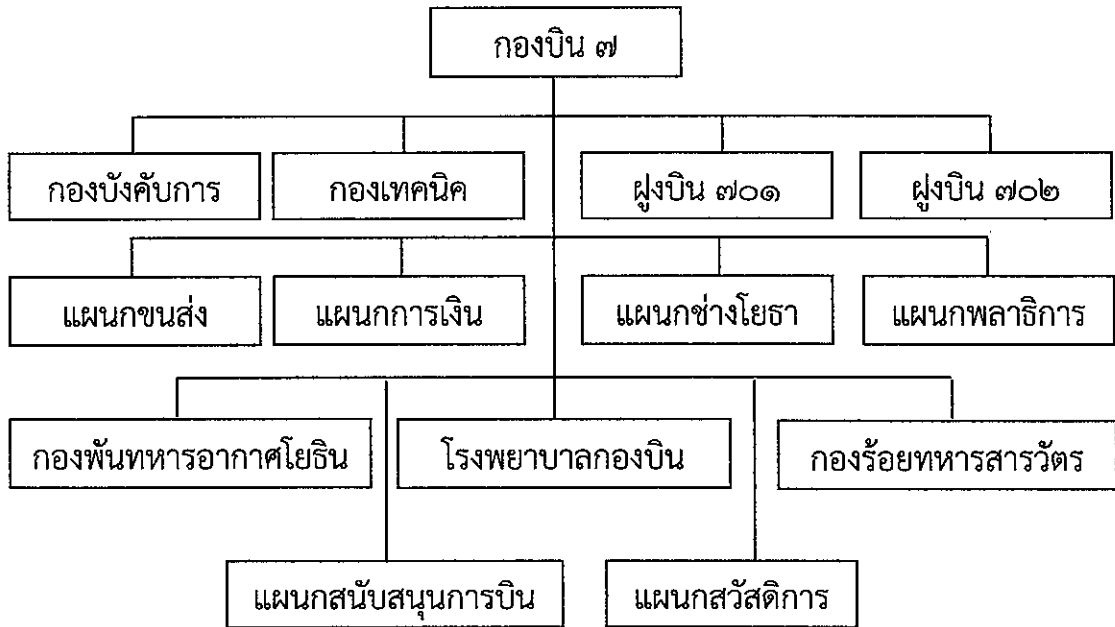 กองบิน ๗
กองบังคับการ
กองเทคนิค
ฝูงบิน ๗๐๑
ฝูงบิน ๗๐๒
แผนกขนส่ง
แผนกการเงิน
แผนกช่างโยธา
แผนกพลาธิการ
กองพันทหารอากาศโยธิน
โรงพยาบาลกองบิน
กองร้อยทหารสารวัตร
แผนกสนับสนุนการบิน
แผนกสวัสดิการ